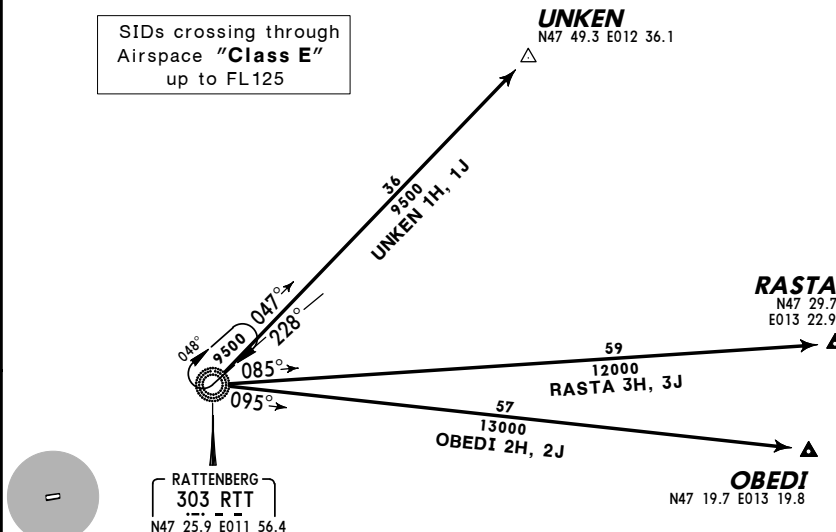 SIDs crossing through
Airspace "Class E"
up to FL125
UNKEN
N47 49.3 E012 36.1
36
9500
UNKEN 1H, 1J
047°
228°
048°
9500
085°
095°
RASTA
N47 29.7
E013 22.9
59
12000
RASTA 3H, 3J
57
13000
OBEDI 2H, 2J
OBEDI
N47 19.7 E013 19.8
RATTENBERG
303 RTT
N47 25.9 E011 56.4